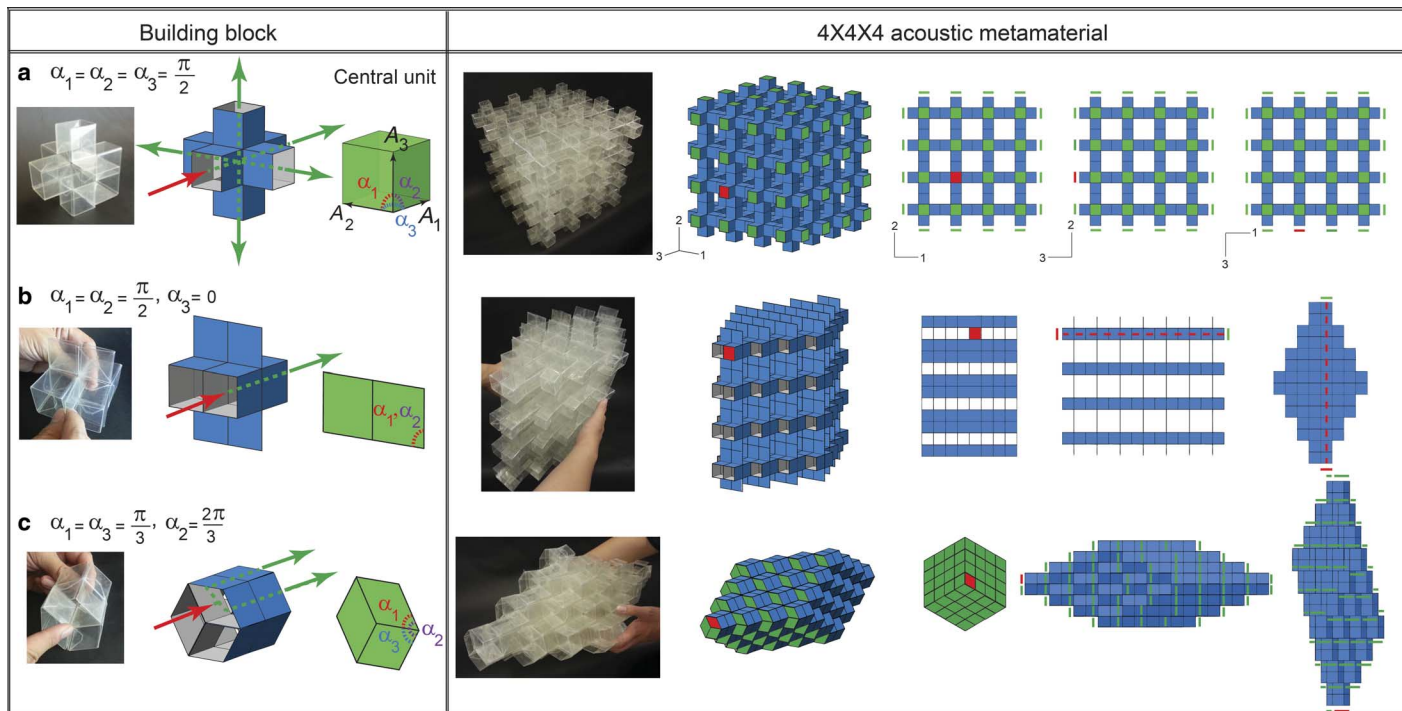 Building block
4X4X4 acoustic metamaterial
a α1 = α2 = α3 = π/2
Central unit
A3
α1 α2
A2 α3 A1
2
3 1
2
1
2
3
1
3
b α1 = α2 = π/2, α3 = 0
α1, α2
c α1 = α3 = π/3, α2 = 2π/3
α1
α3 α2